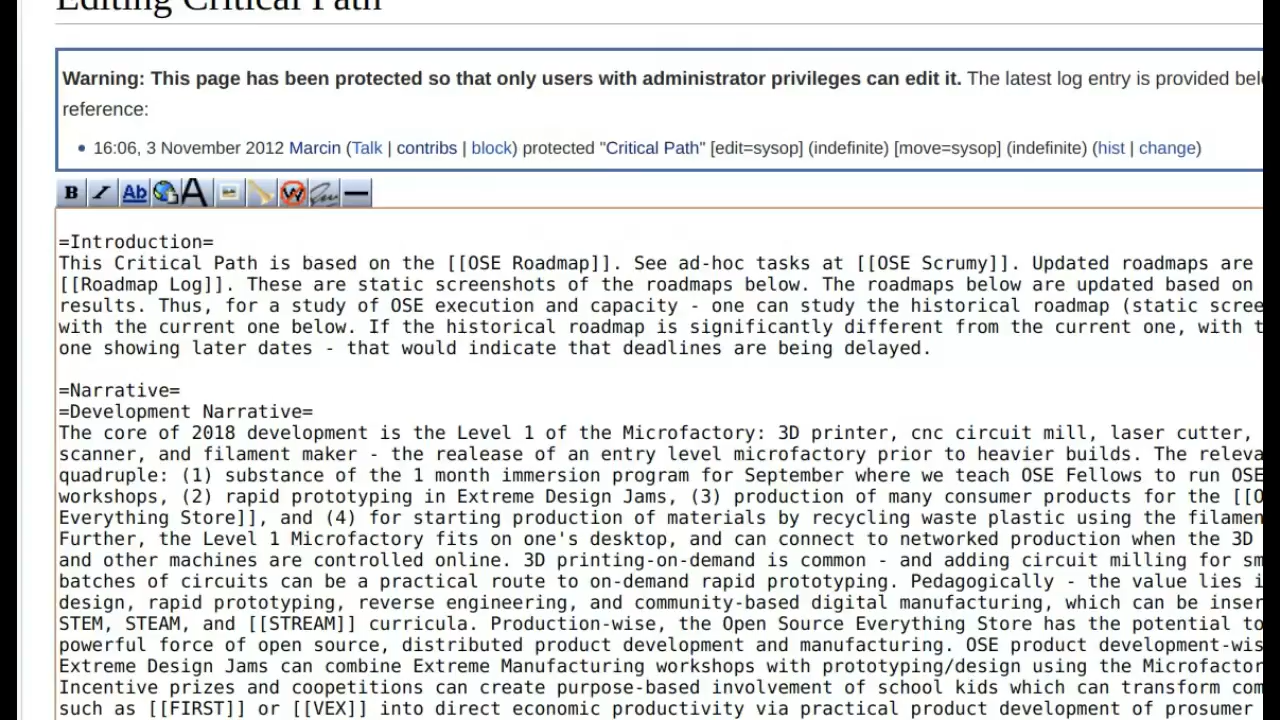 Editing Critical Path
Warning: This page has been protected so that only users with administrator privileges can edit it. The latest log entry is provided
reference:
• 16:06, 3 November 2012 Marcin (Talk | contribs | block) protected "Critical Path" [edit=sysop] (indefinite) [move=sysop] (indefinite) (hist | change)
B I Ab A W
=Introduction=
This Critical Path is based on the [[OSE Roadmap]]. See ad-hoc tasks at [[OSE Scrumy]]. Updated roadmaps are
[[Roadmap Log]]. These are static screenshots of the roadmaps below. The roadmaps below are updated based on
results. Thus, for a study of OSE execution and capacity - one can study the historical roadmap (static scree
with the current one below. If the historical roadmap is significantly different from the current one, with t
one showing later dates - that would indicate that deadlines are being delayed.
=Narrative=
=Development Narrative=
The core of 2018 development is the Level 1 of the Microfactory: 3D printer, cnc circuit mill, laser cutter,
scanner, and filament maker - the realease of an entry level microfactory prior to heavier builds. The releva
quadruple: (1) substance of the 1 month immersion program for September where we teach OSE Fellows to run OSE
workshops, (2) rapid prototyping in Extreme Design Jams, (3) production of many consumer products for the [[O
Everything Store]], and (4) for starting production of materials by recycling waste plastic using the filamen
Further, the Level 1 Microfactory fits on one's desktop, and can connect to networked production when the 3D
and other machines are controlled online. 3D printing-on-demand is common - and adding circuit milling for sm
batches of circuits can be a practical route to on-demand rapid prototyping. Pedagogically - the value lies i
design, rapid prototyping, reverse engineering, and community-based digital manufacturing, which can be inser
STEM, STEAM, and [[STREAM]] curricula. Production-wise, the Open Source Everything Store has the potential to
powerful force of open source, distributed product development and manufacturing. OSE product development-wis
Extreme Design Jams can combine Extreme Manufacturing workshops with prototyping/design using the Microfactor
Incentive prizes and coopetitions can create purpose-based involvement of school kids which can transform com
such as [[FIRST]] or [[VEX]] into direct economic productivity via practical product development of prosumer